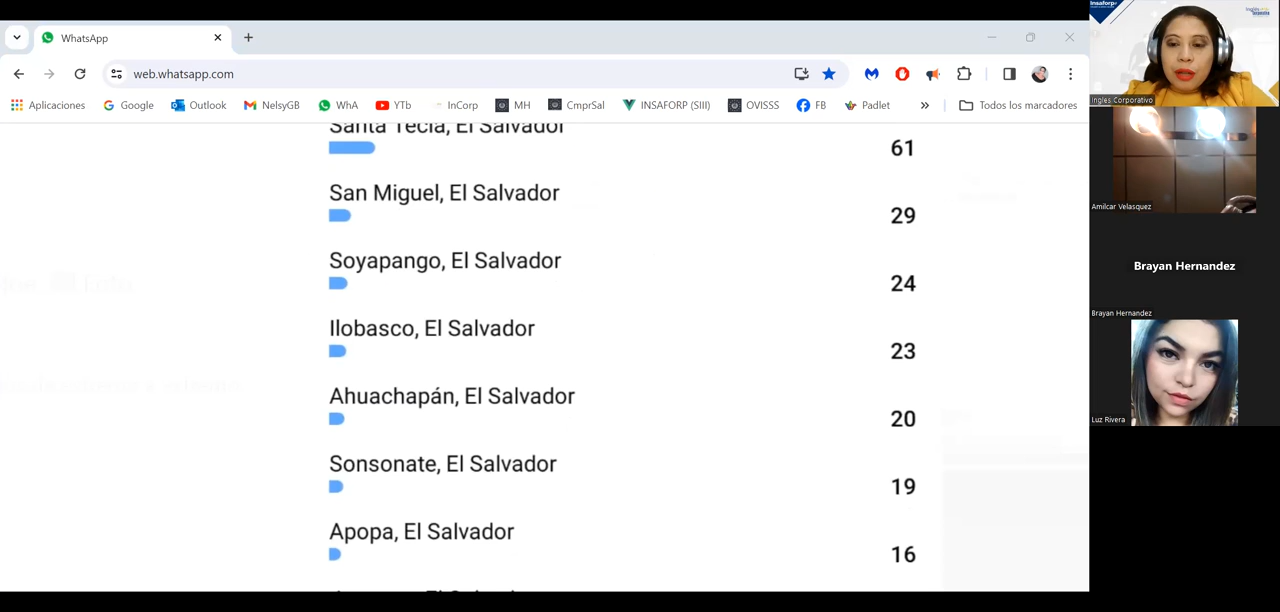 WhatsApp
web.whatsapp.com
Aplicaciones Google Outlook NelsyGB WhA YTb InCorp MH CmprSal INSAFORP (SIII) OVISSS FB Padlet » Todos los marcadores
Santa Tecla, El Salvador
61
San Miguel, El Salvador
29
Soyapango, El Salvador
24
Ilobasco, El Salvador
23
Ahuachapán, El Salvador
20
Sonsonate, El Salvador
19
Apopa, El Salvador
16
Insaforp
Ingles Corporativo
Amilcar Velasquez
Brayan Hernandez
Brayan Hernandez
Luz Rivera